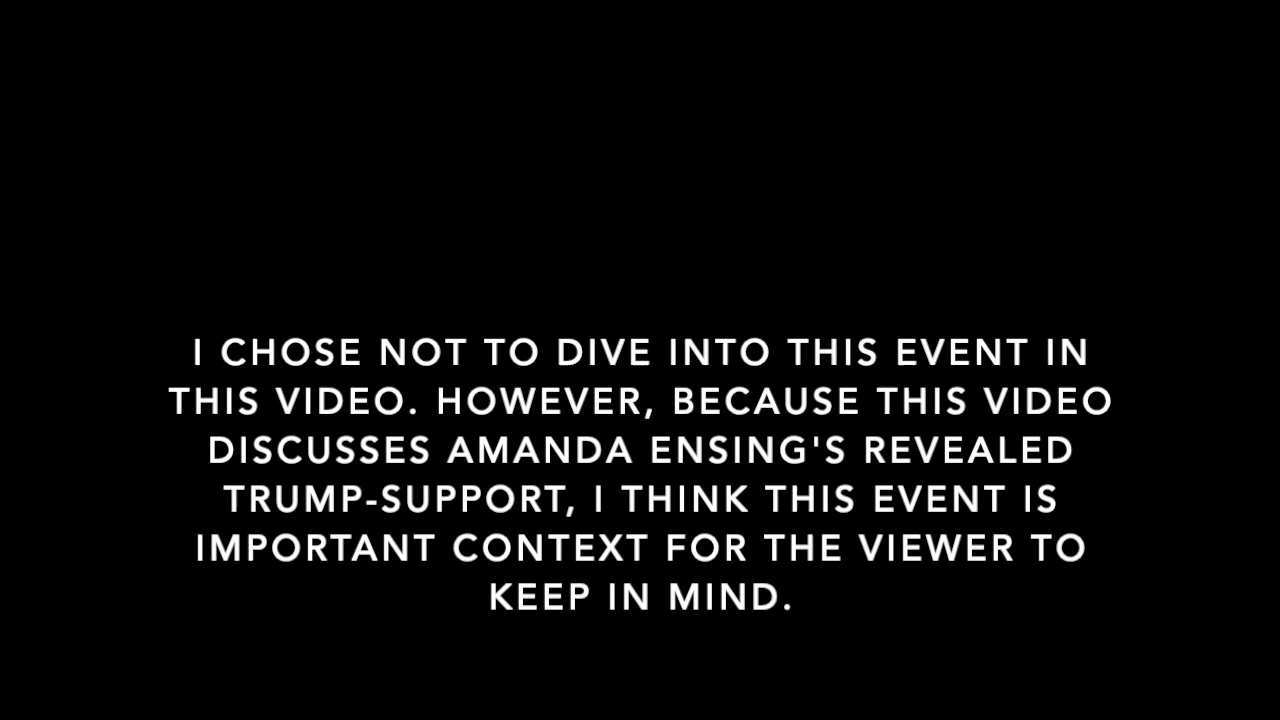 I CHOSE NOT TO DIVE INTO THIS EVENT IN
THIS VIDEO. HOWEVER, BECAUSE THIS VIDEO
DISCUSSES AMANDA ENSING'S REVEALED
TRUMP-SUPPORT, I THINK THIS EVENT IS
IMPORTANT CONTEXT FOR THE VIEWER TO
KEEP IN MIND.